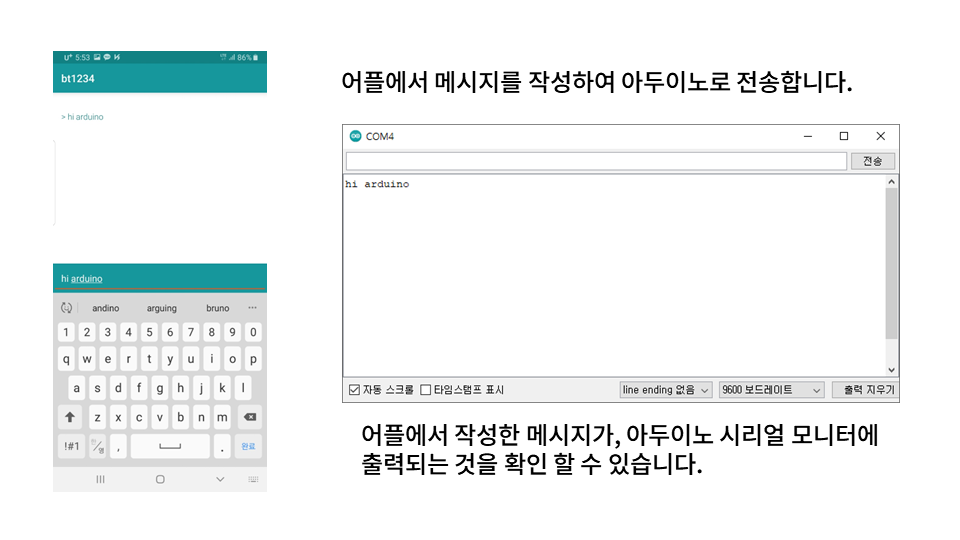 U+ 5:53 86%
bt1234
> hi arduino
hi arduino
andino arguing bruno ···
1 2 3 4 5 6 7 8 9 0
q w e r t y u i o p
a s d f g h j k l
z x c v b n m
!#1 한/영 , . 완료
어플에서 메시지를 작성하여 아두이노로 전송합니다.
COM4
전송
hi arduino
자동 스크롤 타임스탬프 표시 line ending 없음 9600 보드레이트 출력 지우기
어플에서 작성한 메시지가, 아두이노 시리얼 모니터에
출력되는 것을 확인 할 수 있습니다.